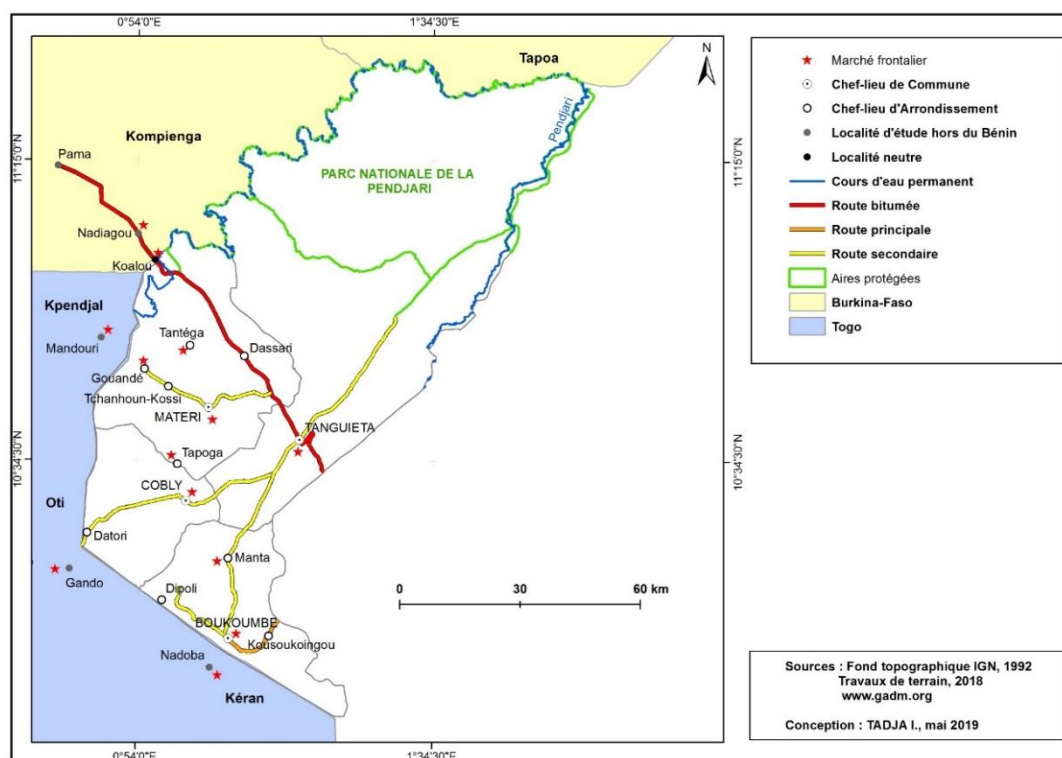 0°54'0"E
1°34'30"E
N
Tapoa
Kompienga
Pendjari
11°15'0"N
11°15'0"N
Pama
PARC NATIONALE DE LA
PENDJARI
Nadiagou
Koalou
Kpendjal
Mandouri
Tantéga
Dassari
Gouandé
Tchanhoun-Kossi
MATERI
TANGUIETA
10°34'30"N
10°34'30"N
Tapoga
COBLY
Oti
Datori
Manta
Gando
Dipoli
0
30
60 km
BOUKOUMBE
Kousoukoingou
Nadoba
Kéran
0°54'0"E
1°34'30"E
Marché frontalier
Chef-lieu de Commune
Chef-lieu d'Arrondissement
Localité d'étude hors du Bénin
Localité neutre
Cours d'eau permanent
Route bitumée
Route principale
Route secondaire
Aires protégées
Burkina-Faso
Togo
Sources : Fond topographique IGN, 1992
Travaux de terrain, 2018
www.gadm.org
Conception : TADJA I., mai 2019